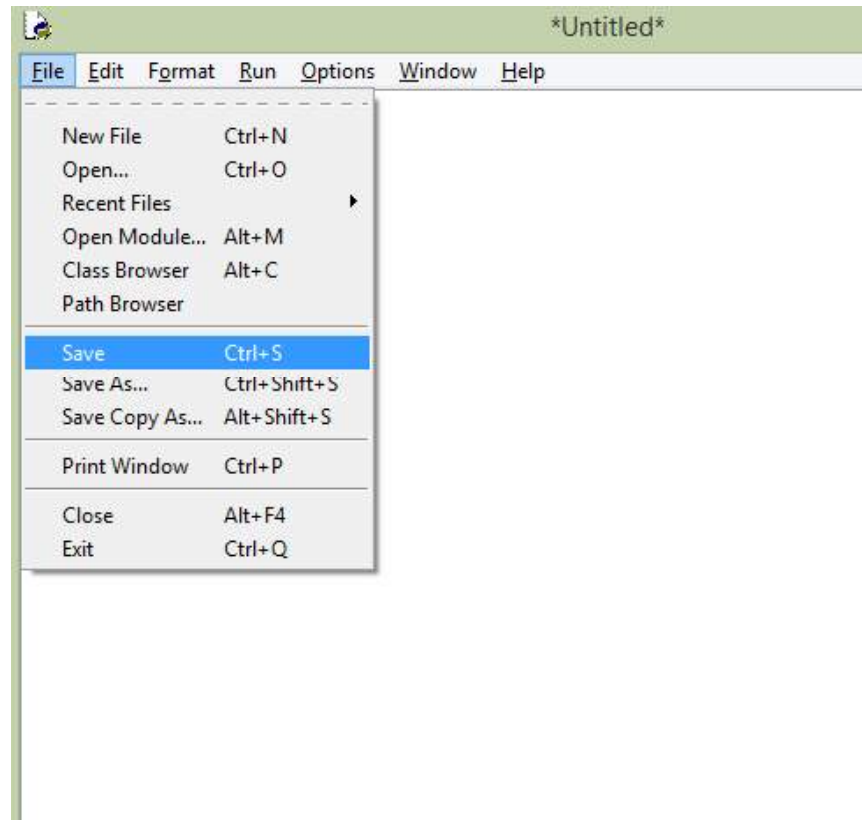 *Untitled*
File Edit Format Run Options Window Help
New File Ctrl+N
Open... Ctrl+O
Recent Files
Open Module... Alt+M
Class Browser Alt+C
Path Browser
Save Ctrl+S
Save As... Ctrl+Shift+S
Save Copy As... Alt+Shift+S
Print Window Ctrl+P
Close Alt+F4
Exit Ctrl+Q